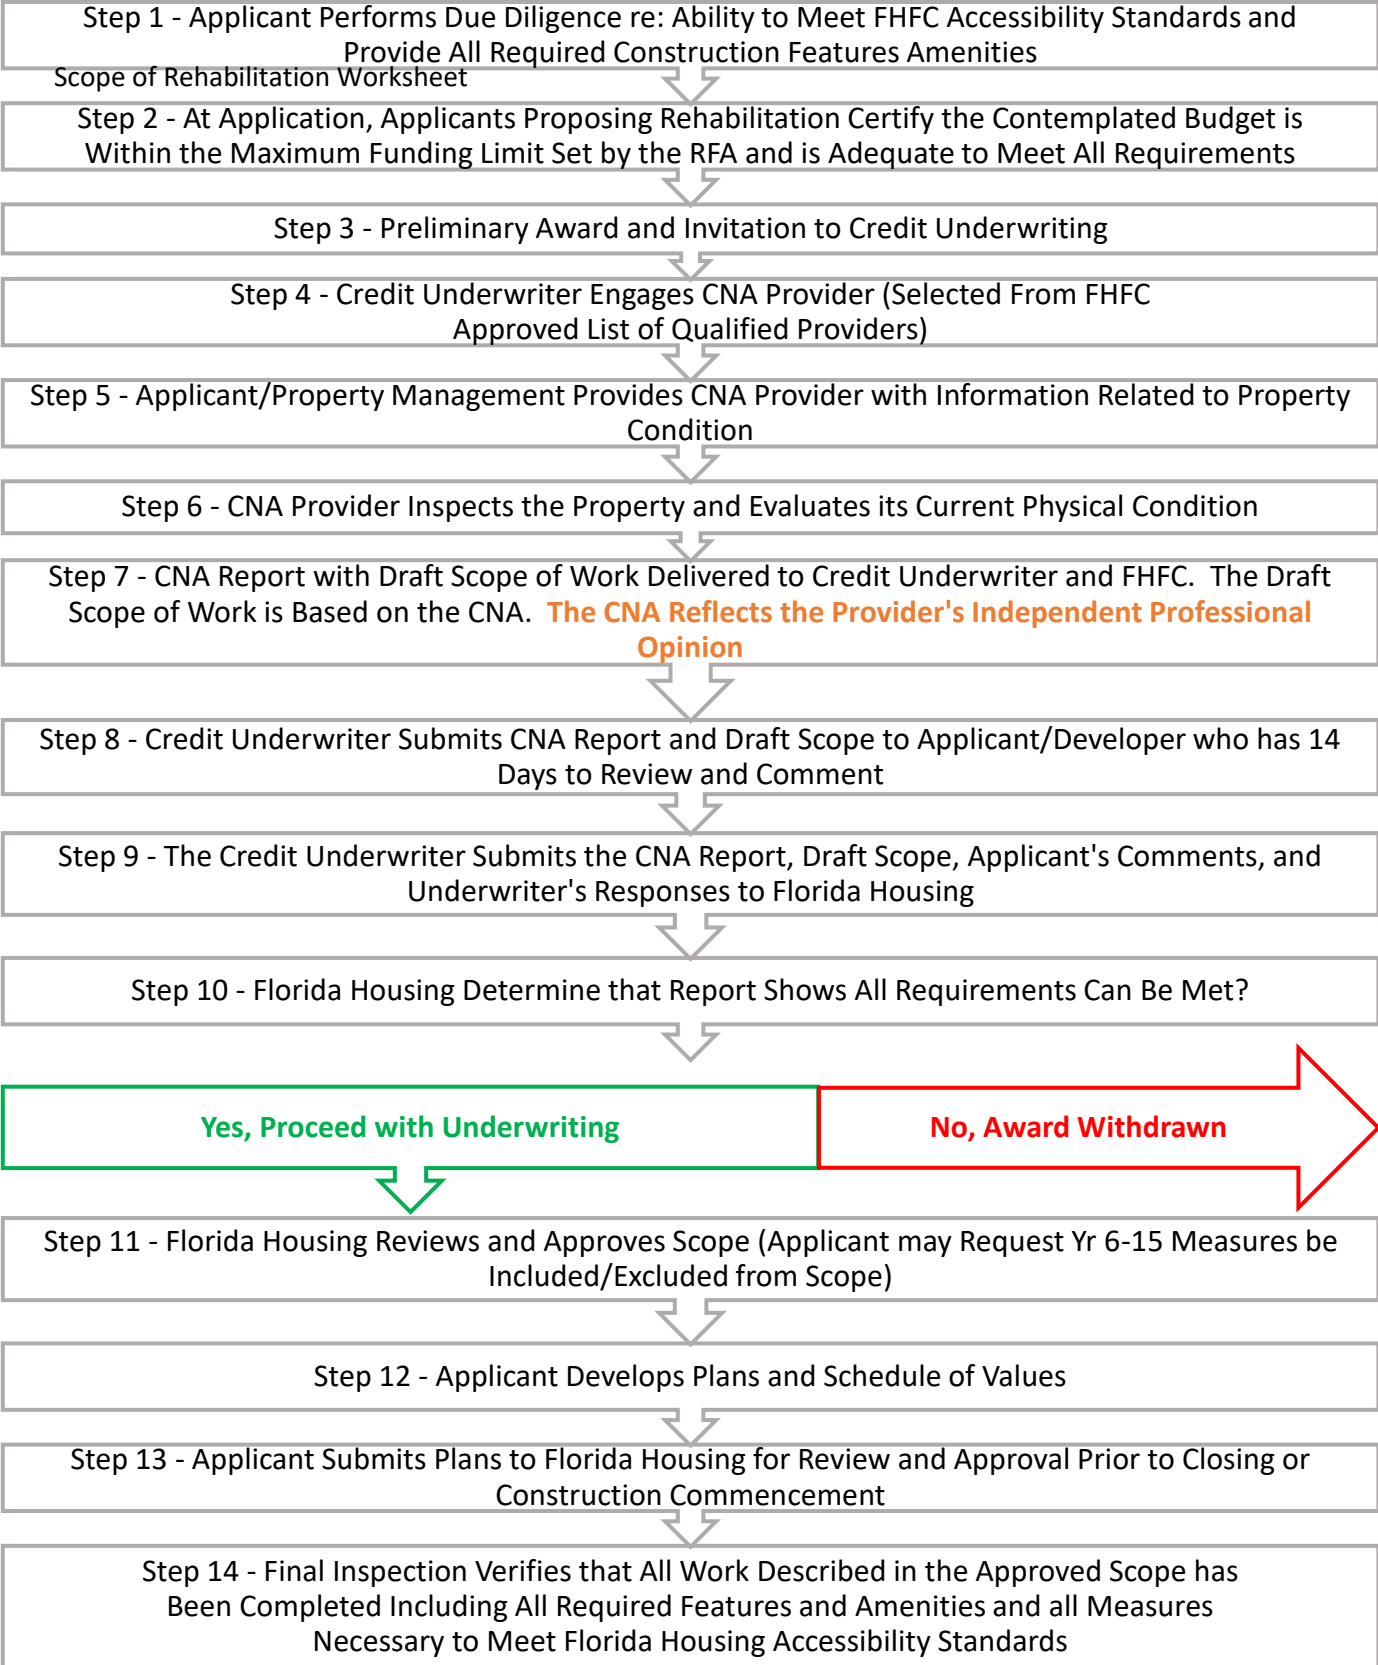 Step 1 - Applicant Performs Due Diligence re: Ability to Meet FHFC Accessibility Standards and
Provide All Required Construction Features Amenities
Scope of Rehabilitation Worksheet
Step 2 - At Application, Applicants Proposing Rehabilitation Certify the Contemplated Budget is
Within the Maximum Funding Limit Set by the RFA and is Adequate to Meet All Requirements
Step 3 - Preliminary Award and Invitation to Credit Underwriting
Step 4 - Credit Underwriter Engages CNA Provider (Selected From FHFC
Approved List of Qualified Providers)
Step 5 - Applicant/Property Management Provides CNA Provider with Information Related to Property
Condition
Step 6 - CNA Provider Inspects the Property and Evaluates its Current Physical Condition
Step 7 - CNA Report with Draft Scope of Work Delivered to Credit Underwriter and FHFC.  The Draft
Scope of Work is Based on the CNA.  The CNA Reflects the Provider's Independent Professional
Opinion
Step 8 - Credit Underwriter Submits CNA Report and Draft Scope to Applicant/Developer who has 14
Days to Review and Comment
Step 9 - The Credit Underwriter Submits the CNA Report, Draft Scope, Applicant's Comments, and
Underwriter's Responses to Florida Housing
Step 10 - Florida Housing Determine that Report Shows All Requirements Can Be Met?
Yes, Proceed with Underwriting
No, Award Withdrawn
Step 11 - Florida Housing Reviews and Approves Scope (Applicant may Request Yr 6-15 Measures be
Included/Excluded from Scope)
Step 12 - Applicant Develops Plans and Schedule of Values
Step 13 - Applicant Submits Plans to Florida Housing for Review and Approval Prior to Closing or
Construction Commencement
Step 14 - Final Inspection Verifies that All Work Described in the Approved Scope has
Been Completed Including All Required Features and Amenities and all Measures
Necessary to Meet Florida Housing Accessibility Standards